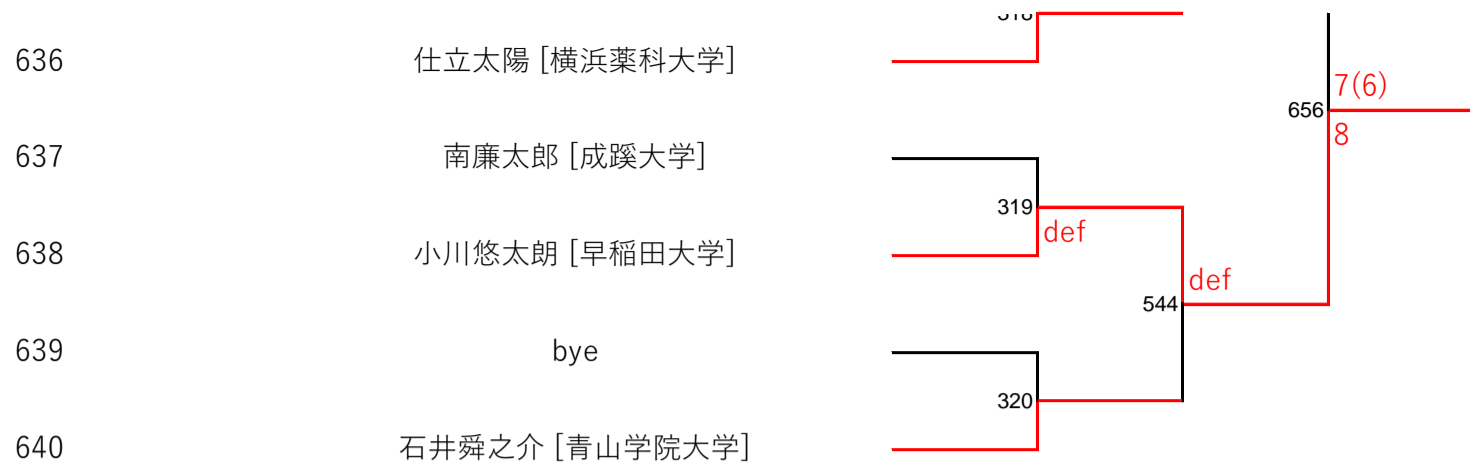 636 仕立太陽 [横浜薬科大学]
7(6)
656
8
637 南廉太郎 [成蹊大学]
319
def
638 小川悠太朗 [早稲田大学]
def
544
639 bye
320
640 石井舜之介 [青山学院大学]